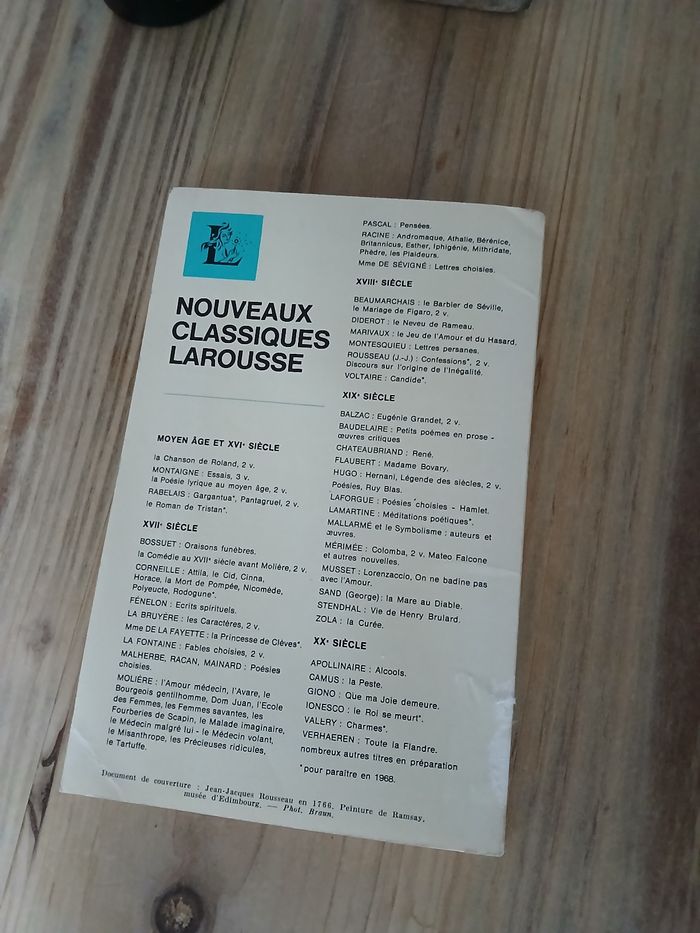 L
NOUVEAUX
CLASSIQUES
LAROUSSE
MOYEN ÂGE ET XVIe SIÈCLE
la Chanson de Roland, 2 v.
MONTAIGNE : Essais, 3 v.
la Poésie lyrique au moyen âge, 2 v.
RABELAIS : Gargantua*, Pantagruel, 2 v.
le Roman de Tristan*.
XVIIe SIÈCLE
BOSSUET : Oraisons funèbres.
la Comédie au XVIIe siècle avant Molière, 2 v.
CORNEILLE : Attila, le Cid, Cinna,
Horace, la Mort de Pompée, Nicomède,
Polyeucte, Rodogune*.
FÉNELON : Ecrits spirituels.
LA BRUYÈRE : les Caractères, 2 v.
Mme DE LA FAYETTE : la Princesse de Clèves*.
LA FONTAINE : Fables choisies, 2 v.
MALHERBE, RACAN, MAINARD : Poésies
choisies.
MOLIÈRE : l'Amour médecin, l'Avare, le
Bourgeois gentilhomme, Dom Juan, l'Ecole
des Femmes, les Femmes savantes, les
Fourberies de Scapin, le Malade imaginaire,
le Médecin malgré lui - le Médecin volant,
le Misanthrope, les Précieuses ridicules,
le Tartuffe.
PASCAL : Pensées.
RACINE : Andromaque, Athalie, Bérénice,
Britannicus, Esther, Iphigénie, Mithridate,
Phèdre, les Plaideurs.
Mme DE SÉVIGNÉ : Lettres choisies.
XVIIIe SIÈCLE
BEAUMARCHAIS : le Barbier de Séville,
le Mariage de Figaro, 2 v.
DIDEROT : le Neveu de Rameau.
MARIVAUX : le Jeu de l'Amour et du Hasard.
MONTESQUIEU : Lettres persanes.
ROUSSEAU (J.-J.) : Confessions*, 2 v.
Discours sur l'origine de l'Inégalité.
VOLTAIRE : Candide*.
XIXe SIÈCLE
BALZAC : Eugénie Grandet, 2 v.
BAUDELAIRE : Petits poèmes en prose -
œuvres critiques
CHATEAUBRIAND : René.
FLAUBERT : Madame Bovary.
HUGO : Hernani, Légende des siècles, 2 v.
Poésies, Ruy Blas.
LAFORGUE : Poésies choisies - Hamlet.
LAMARTINE : Méditations poétiques*.
MALLARMÉ et le Symbolisme : auteurs et
œuvres.
MÉRIMÉE : Colomba, 2 v. Mateo Falcone
et autres nouvelles.
MUSSET : Lorenzaccio, On ne badine pas
avec l'Amour.
SAND (George) : la Mare au Diable.
STENDHAL : Vie de Henry Brulard.
ZOLA : la Curée.
XXe SIÈCLE
APOLLINAIRE : Alcools.
CAMUS : la Peste.
GIONO : Que ma Joie demeure.
IONESCO : le Roi se meurt*.
VALERY : Charmes*.
VERHAEREN : Toute la Flandre.
nombreux autres titres en préparation
*pour paraître en 1968.
Document de couverture : Jean-Jacques Rousseau en 1766. Peinture de Ramsay,
musée d'Edimbourg. — Phot. Braun.